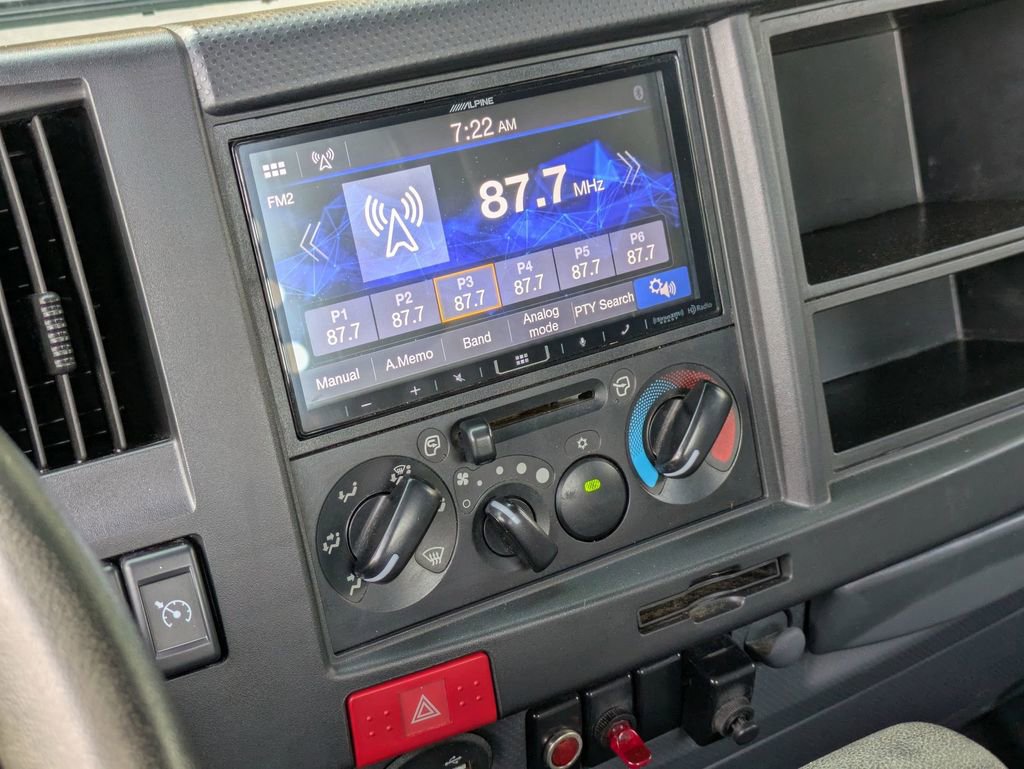 ALPINE
7:22 AM
FM2
87.7 MHz
P1
87.7
P2
87.7
P3
87.7
P4
87.7
P5
87.7
P6
87.7
Manual
A.Memo
Band
Analog
mode
PTY Search
SiriusXM
HD Radio